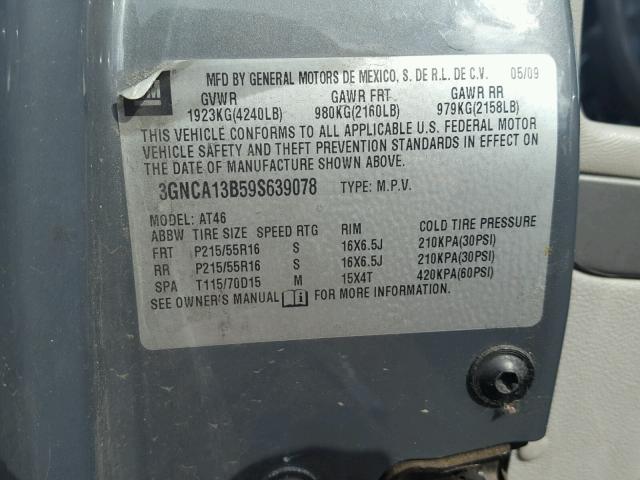 GM
MFD BY GENERAL MOTORS DE MEXICO, S. DE R.L. DE C.V. 05/09
GVWR GAWR FRT GAWR RR
1923KG(4240LB) 980KG(2160LB) 979KG(2158LB)
THIS VEHICLE CONFORMS TO ALL APPLICABLE U.S. FEDERAL MOTOR
VEHICLE SAFETY AND THEFT PREVENTION STANDARDS IN EFFECT ON
THE DATE OF MANUFACTURE SHOWN ABOVE.
3GNCA13B59S639078 TYPE: M.P.V.
MODEL: AT46
ABBW TIRE SIZE SPEED RTG RIM COLD TIRE PRESSURE
FRT P215/55R16 S 16X6.5J 210KPA(30PSI)
RR P215/55R16 S 16X6.5J 210KPA(30PSI)
SPA T115/70D15 M 15X4T 420KPA(60PSI)
SEE OWNER'S MANUAL FOR MORE INFORMATION.